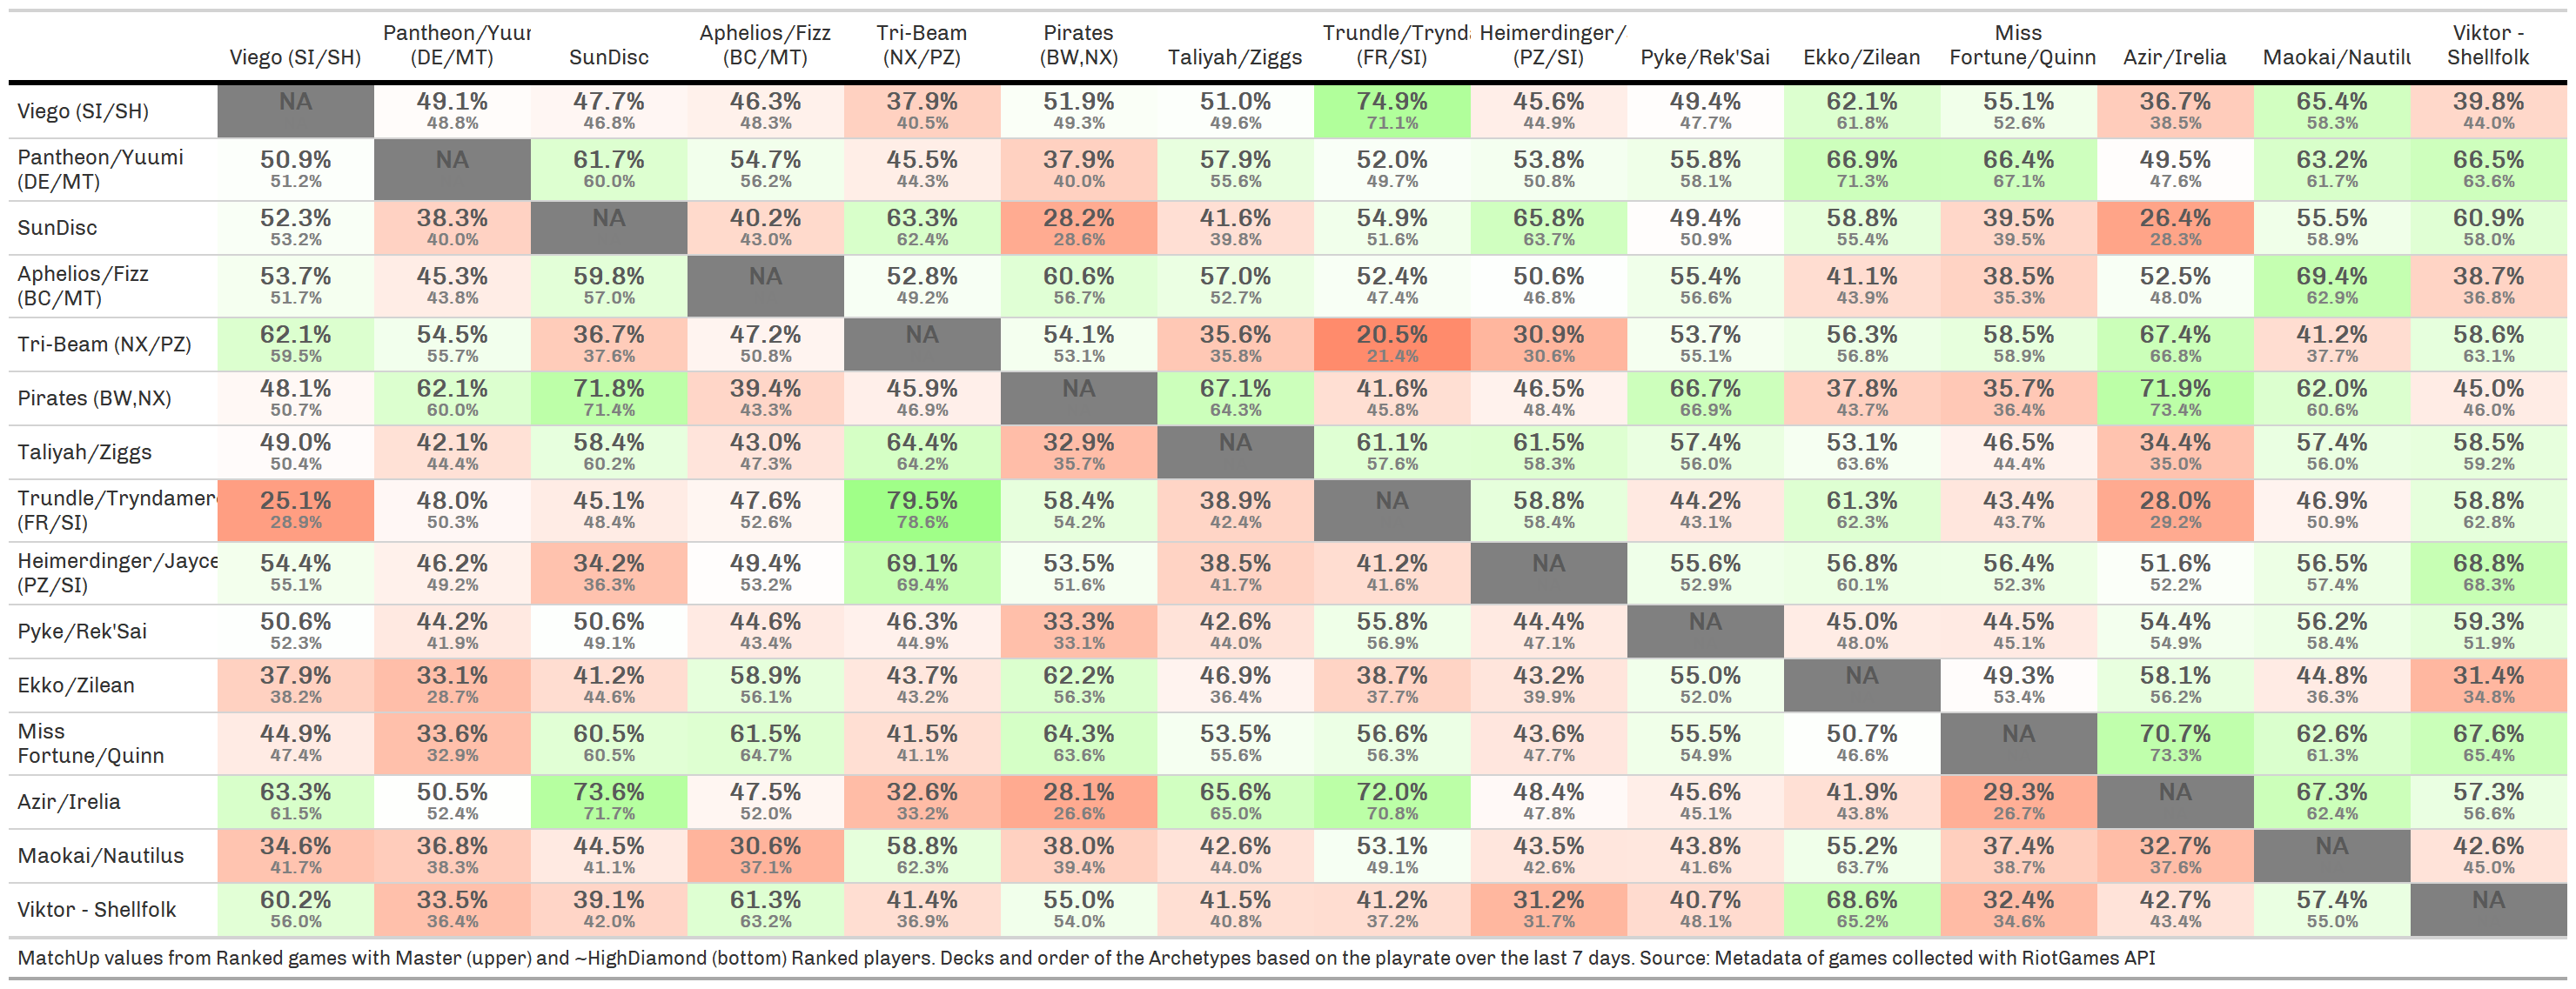 Viego (SI/SH) Pantheon/Yuur (DE/MT) SunDisc Aphelios/Fizz (BC/MT) Tri-Beam (NX/PZ) Pirates (BW,NX) Taliyah/Ziggs Trundle/Trynd (FR/SI) Heimerdinger/ (PZ/SI) Pyke/Rek'Sai Ekko/Zilean Miss Fortune/Quinn Azir/Irelia Maokai/Nautil Viktor - Shellfolk
Viego (SI/SH) NA 49.1% 47.7% 46.3% 37.9% 51.9% 51.0% 74.9% 45.6% 49.4% 62.1% 55.1% 36.7% 65.4% 39.8%
48.8% 46.8% 48.3% 40.5% 49.3% 49.6% 71.1% 44.9% 47.7% 61.8% 52.6% 38.5% 58.3% 44.0%
Pantheon/Yuumi (DE/MT) 50.9% NA 61.7% 54.7% 45.5% 37.9% 57.9% 52.0% 53.8% 55.8% 66.9% 66.4% 49.5% 63.2% 66.5%
51.2% 60.0% 56.2% 44.3% 40.0% 55.6% 49.7% 50.8% 58.1% 71.3% 67.1% 47.6% 61.7% 63.6%
SunDisc 52.3% 38.3% NA 40.2% 63.3% 28.2% 41.6% 54.9% 65.8% 49.4% 58.8% 39.5% 26.4% 55.5% 60.9%
53.2% 40.0% 43.0% 62.4% 28.6% 39.8% 51.6% 63.7% 50.9% 55.4% 39.5% 28.3% 58.9% 58.0%
Aphelios/Fizz (BC/MT) 53.7% 45.3% 59.8% NA 52.8% 60.6% 57.0% 52.4% 50.6% 55.4% 41.1% 38.5% 52.5% 69.4% 38.7%
51.7% 43.8% 57.0% 49.2% 56.7% 52.7% 47.4% 46.8% 56.6% 43.9% 35.3% 48.0% 62.9% 36.8%
Tri-Beam (NX/PZ) 62.1% 54.5% 36.7% 47.2% NA 54.1% 35.6% 20.5% 30.9% 53.7% 56.3% 58.5% 67.4% 41.2% 58.6%
59.5% 55.7% 37.6% 50.8% 53.1% 35.8% 21.4% 30.6% 55.1% 56.8% 58.9% 66.8% 37.7% 63.1%
Pirates (BW,NX) 48.1% 62.1% 71.8% 39.4% 45.9% NA 67.1% 41.6% 46.5% 66.7% 37.8% 35.7% 71.9% 62.0% 45.0%
50.7% 60.0% 71.4% 43.3% 46.9% 64.3% 45.8% 48.4% 66.9% 43.7% 36.4% 73.4% 60.6% 46.0%
Taliyah/Ziggs 49.0% 42.1% 58.4% 43.0% 64.4% 32.9% NA 61.1% 61.5% 57.4% 53.1% 46.5% 34.4% 57.4% 58.5%
50.4% 44.4% 60.2% 47.3% 64.2% 35.7% 57.6% 58.3% 56.0% 63.6% 44.4% 35.0% 56.0% 59.2%
Trundle/Tryndamer (FR/SI) 25.1% 48.0% 45.1% 47.6% 79.5% 58.4% 38.9% NA 58.8% 44.2% 61.3% 43.4% 28.0% 46.9% 58.8%
28.9% 50.3% 48.4% 52.6% 78.6% 54.2% 42.4% 58.4% 43.1% 62.3% 43.7% 29.2% 50.9% 62.8%
Heimerdinger/Jayce (PZ/SI) 54.4% 46.2% 34.2% 49.4% 69.1% 53.5% 38.5% 41.2% NA 55.6% 56.8% 56.4% 51.6% 56.5% 68.8%
55.1% 49.2% 36.3% 53.2% 69.4% 51.6% 41.7% 41.6% 52.9% 60.1% 52.3% 52.2% 57.4% 68.3%
Pyke/Rek'Sai 50.6% 44.2% 50.6% 44.6% 46.3% 33.3% 42.6% 55.8% 44.4% NA 45.0% 44.5% 54.4% 56.2% 59.3%
52.3% 41.9% 49.1% 43.4% 44.9% 33.1% 44.0% 56.9% 47.1% 48.0% 45.1% 54.9% 58.4% 51.9%
Ekko/Zilean 37.9% 33.1% 41.2% 58.9% 43.7% 62.2% 46.9% 38.7% 43.2% 55.0% NA 49.3% 58.1% 44.8% 31.4%
38.2% 28.7% 44.6% 56.1% 43.2% 56.3% 36.4% 37.7% 39.9% 52.0% 53.4% 56.2% 36.3% 34.8%
Miss Fortune/Quinn 44.9% 33.6% 60.5% 61.5% 41.5% 64.3% 53.5% 56.6% 43.6% 55.5% 50.7% NA 70.7% 62.6% 67.6%
47.4% 32.9% 60.5% 64.7% 41.1% 63.6% 55.6% 56.3% 47.7% 54.9% 46.6% 73.3% 61.3% 65.4%
Azir/Irelia 63.3% 50.5% 73.6% 47.5% 32.6% 28.1% 65.6% 72.0% 48.4% 45.6% 41.9% 29.3% NA 67.3% 57.3%
61.5% 52.4% 71.7% 52.0% 33.2% 26.6% 65.0% 70.8% 47.8% 45.1% 43.8% 26.7% 62.4% 56.6%
Maokai/Nautilus 34.6% 36.8% 44.5% 30.6% 58.8% 38.0% 42.6% 53.1% 43.5% 43.8% 55.2% 37.4% 32.7% NA 42.6%
41.7% 38.3% 41.1% 37.1% 62.3% 39.4% 44.0% 49.1% 42.6% 41.6% 63.7% 38.7% 37.6% 45.0%
Viktor - Shellfolk 60.2% 33.5% 39.1% 61.3% 41.4% 55.0% 41.5% 41.2% 31.2% 40.7% 68.6% 32.4% 42.7% 57.4% NA
56.0% 36.4% 42.0% 63.2% 36.9% 54.0% 40.8% 37.2% 31.7% 48.1% 65.2% 34.6% 43.4% 55.0%
MatchUp values from Ranked games with Master (upper) and ~HighDiamond (bottom) Ranked players. Decks and order of the Archetypes based on the playrate over the last 7 days. Source: Metadata of games collected with RiotGames API